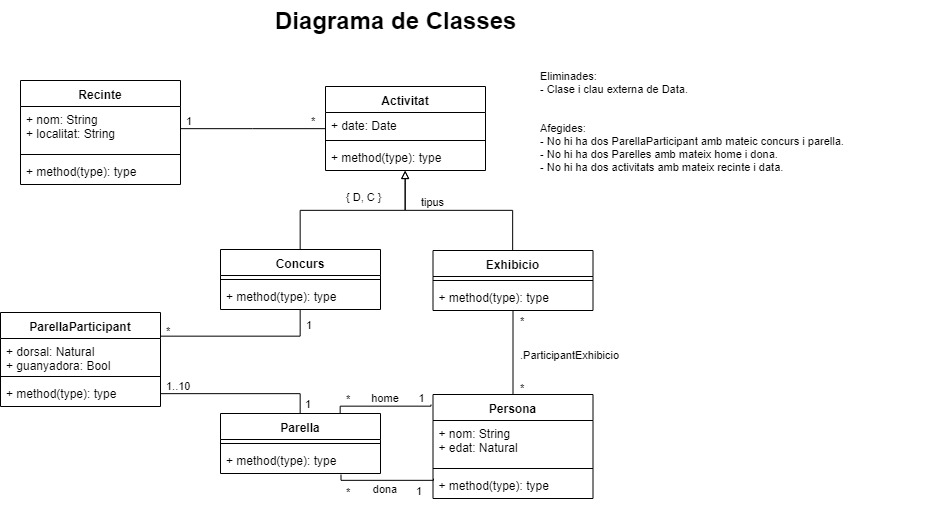 Diagrama de Classes
Recinte
+ nom: String
+ localitat: String
+ method(type): type
1
*
Activitat
+ date: Date
+ method(type): type
Eliminades:
- Clase i clau externa de Data.
Afegides:
- No hi ha dos ParellaParticipant amb mateic concurs i parella.
- No hi ha dos Parelles amb mateix home i dona.
- No hi ha dos activitats amb mateix recinte i data.
{ D, C }
tipus
Concurs
+ method(type): type
Exhibicio
+ method(type): type
ParellaParticipant
+ dorsal: Natural
+ guanyadora: Bool
+ method(type): type
*
1
*
.ParticipantExhibicio
*
1..10
1
Parella
+ method(type): type
* home 1
* dona 1
Persona
+ nom: String
+ edat: Natural
+ method(type): type